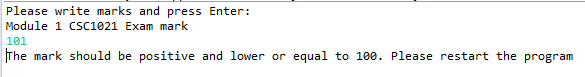 Please write marks and press Enter:
Module 1 CSC1021 Exam mark
101
The mark should be positive and lower or equal to 100. Please restart the program